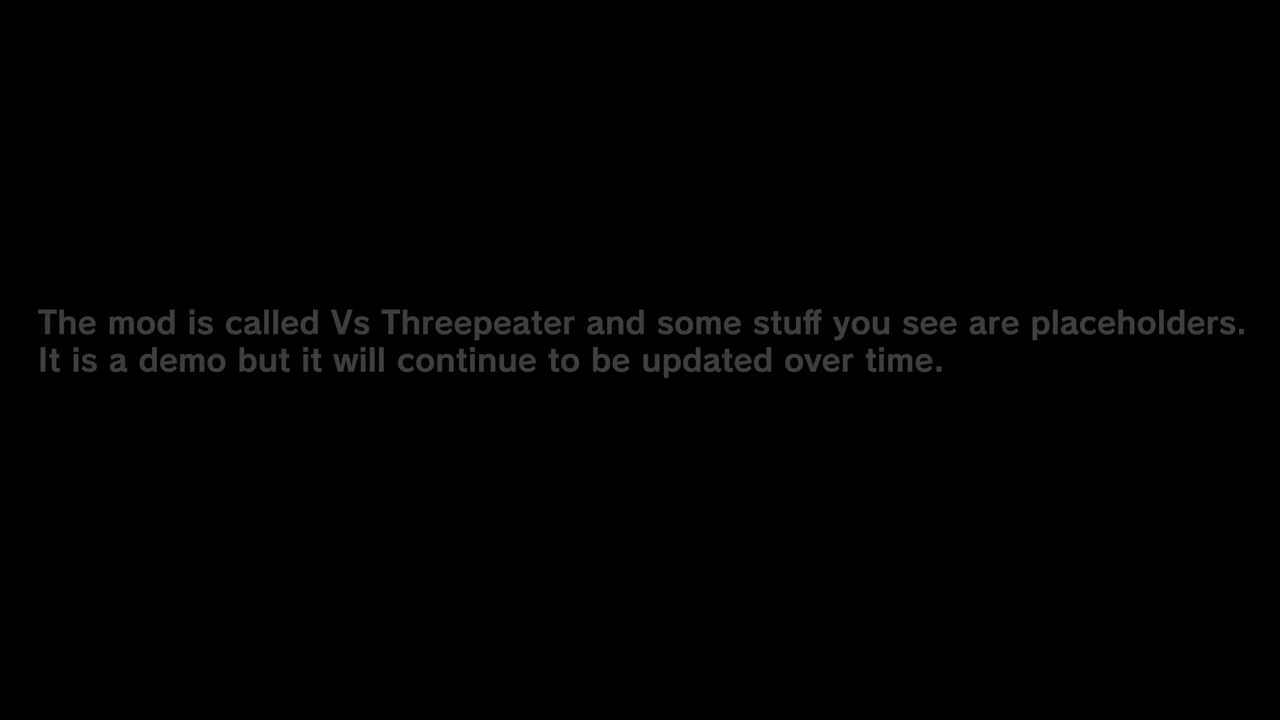 The mod is called Vs Threepeater and some stuff you see are placeholders.
It is a demo but it will continue to be updated over time.